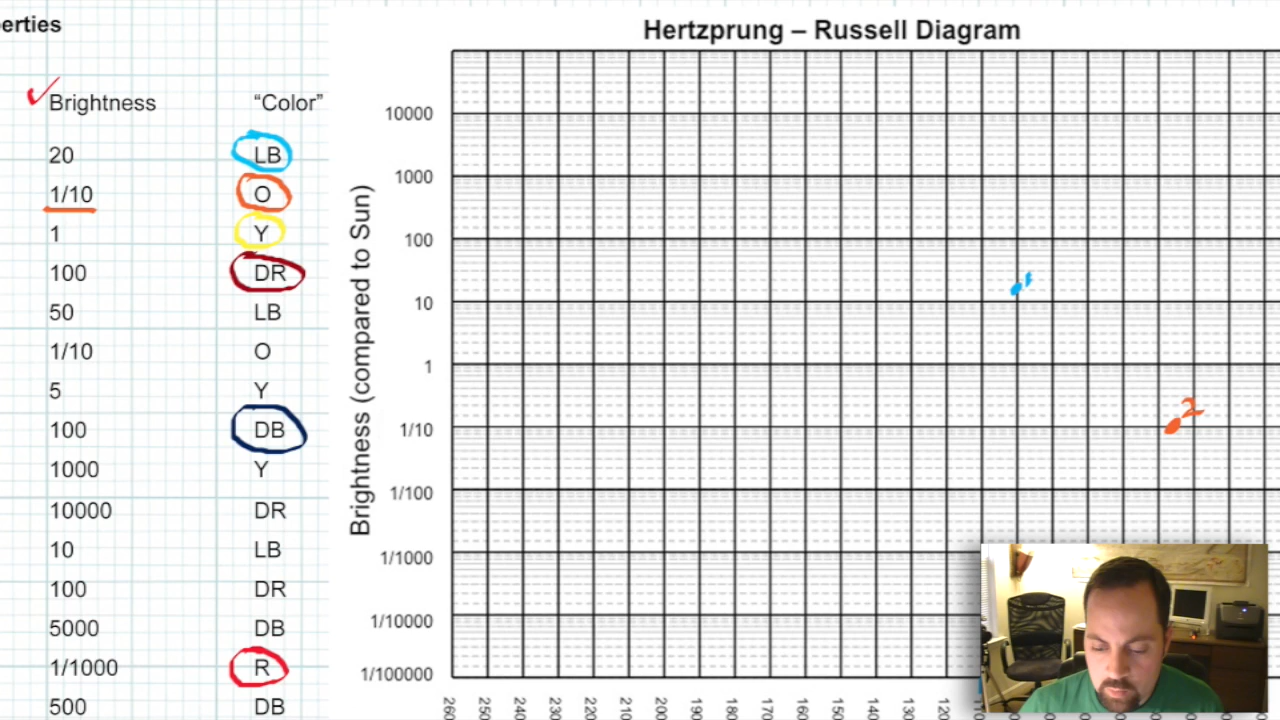 erties
Brightness "Color"
20 LB
1/10 O
1 Y
100 DR
50 LB
1/10 O
5 Y
100 DB
1000 Y
10000 DR
10 LB
100 DR
5000 DB
1/1000 R
500 DB
Hertzprung – Russell Diagram
Brightness (compared to Sun)
10000
1000
100
10
1
1/10
1/100
1/1000
1/10000
1/100000
1
2